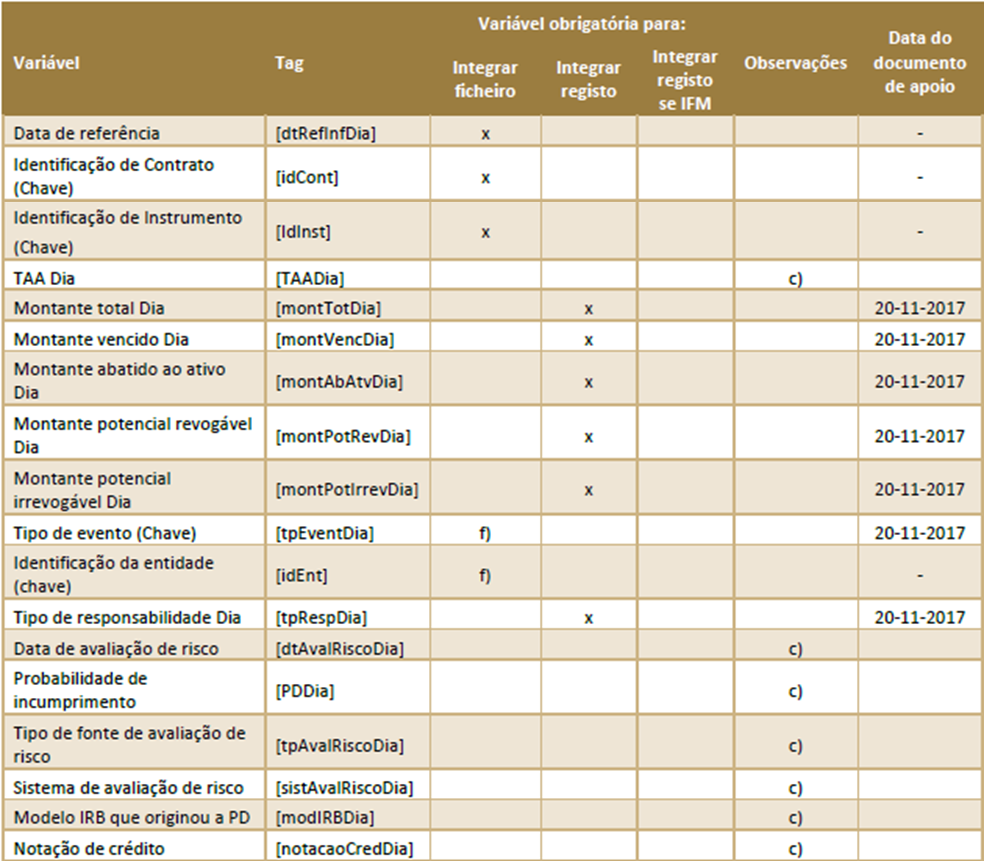 Variável obrigatória para:
Variável Tag Integrar ficheiro Integrar registo Integrar registo se IFM Observações Data do documento de apoio
Data de referência [dtRefInfDia] x -
Identificação de Contrato
(Chave) [idCont] x -
Identificação de Instrumento
(Chave) [IdInst] x -
TAA Dia [TAADia] c)
Montante total Dia [montTotDia] x 20-11-2017
Montante vencido Dia [montVencDia] x 20-11-2017
Montante abatido ao ativo
Dia [montAbAtvDia] x 20-11-2017
Montante potencial revogável
Dia [montPotRevDia] x 20-11-2017
Montante potencial
irrevogável Dia [montPotIrrevDia] x 20-11-2017
Tipo de evento (Chave) [tpEventDia] f) 20-11-2017
Identificação da entidade
(chave) [idEnt] f) -
Tipo de responsabilidade Dia [tpRespDia] x 20-11-2017
Data de avaliação de risco [dtAvalRiscoDia] c)
Probabilidade de
incumprimento [PDDia] c)
Tipo de fonte de avaliação de
risco [tpAvalRiscoDia] c)
Sistema de avaliação de risco [sistAvalRiscoDia] c)
Modelo IRB que originou a PD [modIRBDia] c)
Notação de crédito [notacaoCredDia] c)